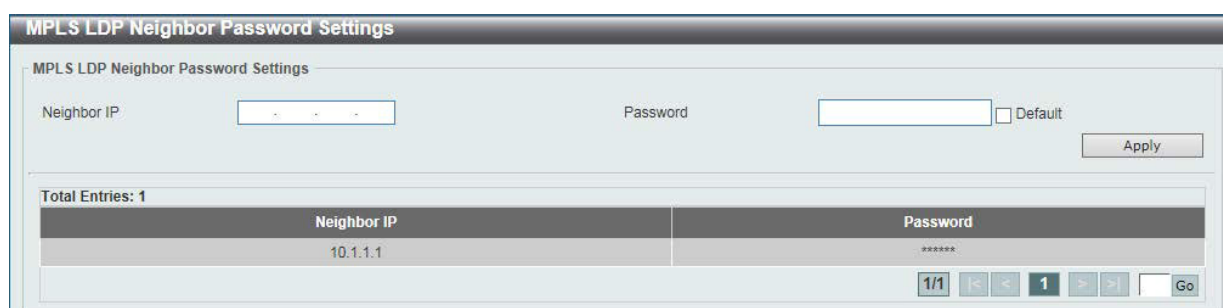 MPLS LDP Neighbor Password Settings
MPLS LDP Neighbor Password Settings
Neighbor IP . . . Password Default
Apply
Total Entries: 1
Neighbor IP Password
10.1.1.1 ******
1/1 |< < 1 > >| Go